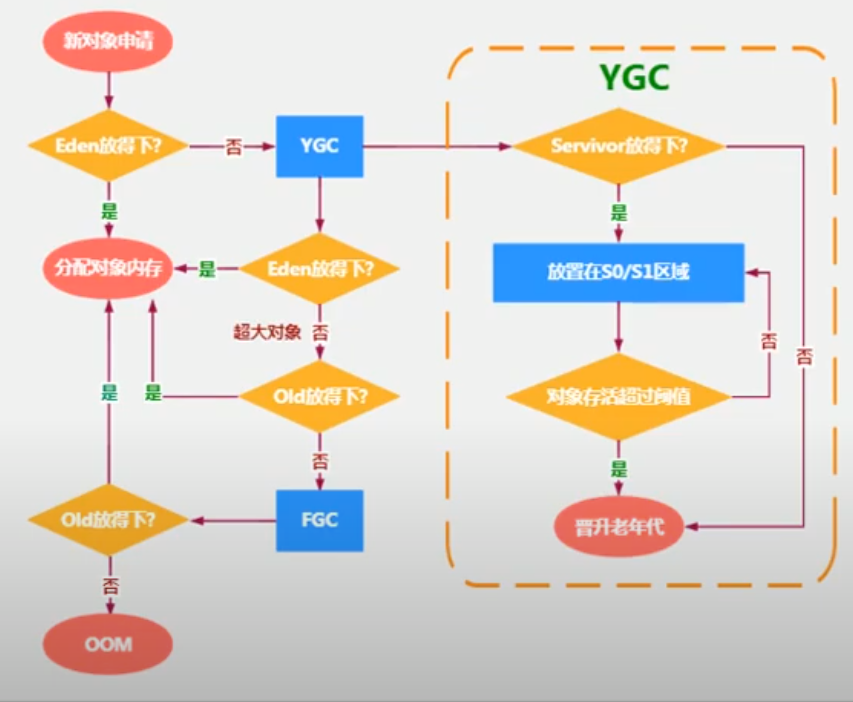 新对象申请
Eden放得下?
否
YGC
是
分配对象内存
是
Eden放得下?
超大对象 否
是
是
Old放得下?
否
Old放得下?
FGC
否
OOM
YGC
Servivor放得下?
是
放置在S0/S1区域
否
否
对象存活超过阈值
是
晋升老年代